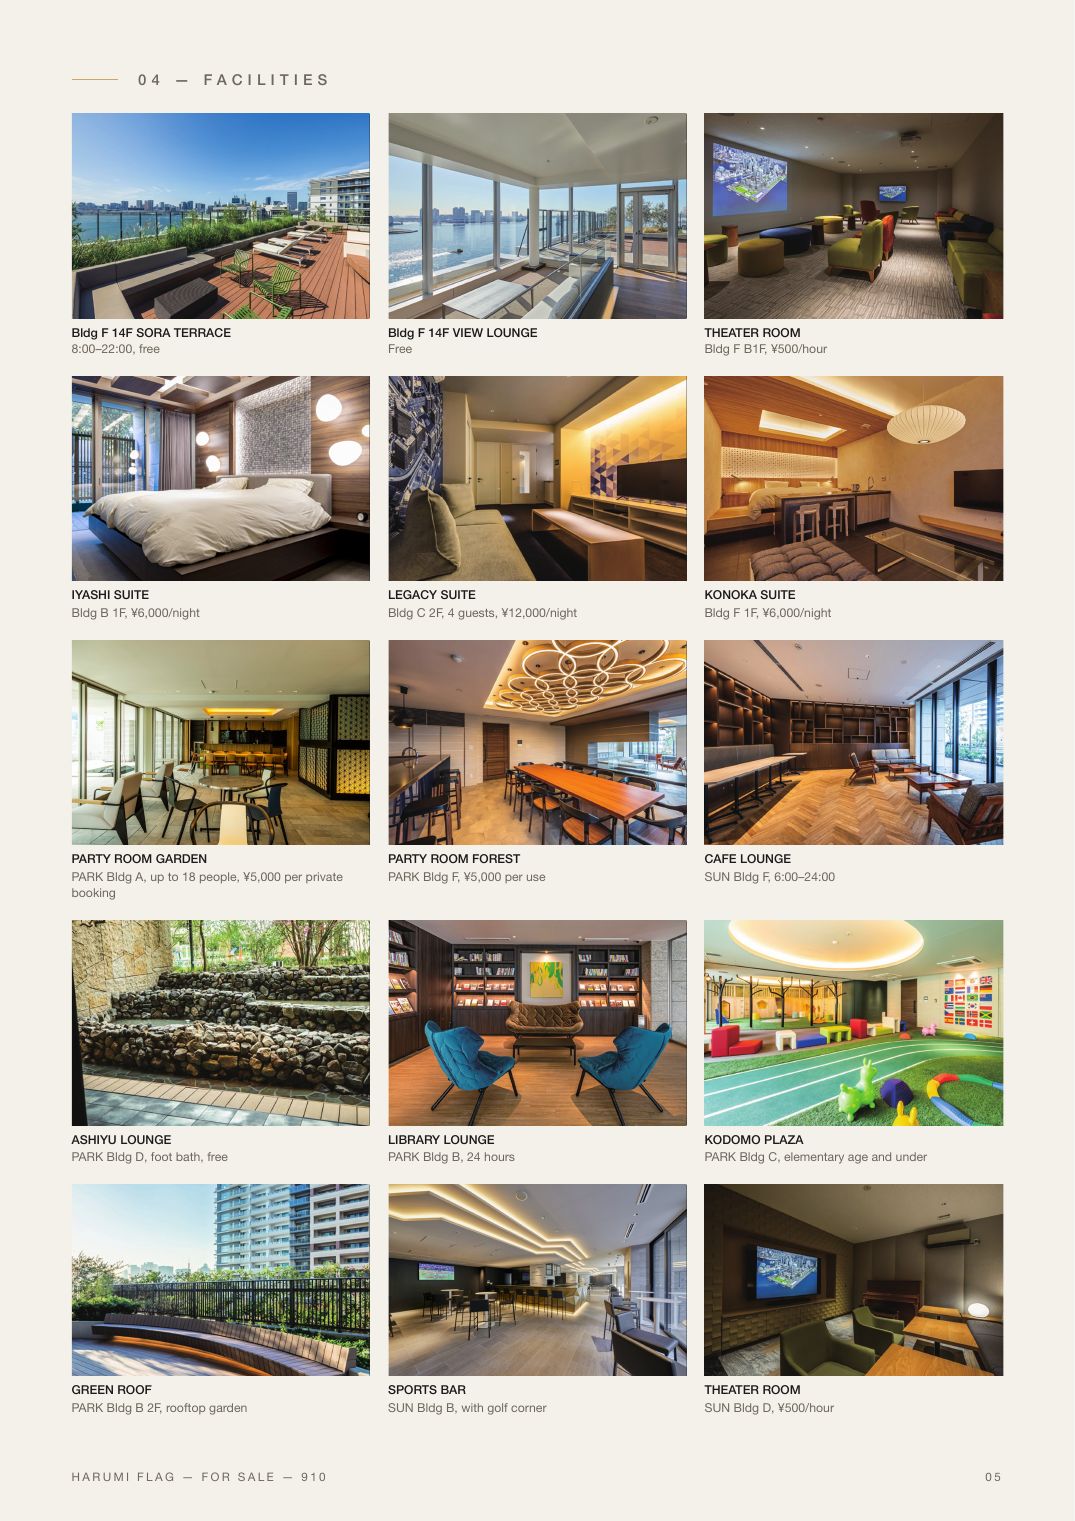 04 — FACILITIES
Bldg F 14F SORA TERRACE
8:00–22:00, free
Bldg F 14F VIEW LOUNGE
Free
THEATER ROOM
Bldg F B1F, ¥500/hour
IYASHI SUITE
Bldg B 1F, ¥6,000/night
LEGACY SUITE
Bldg C 2F, 4 guests, ¥12,000/night
KONOKA SUITE
Bldg F 1F, ¥6,000/night
PARTY ROOM GARDEN
PARK Bldg A, up to 18 people, ¥5,000 per private
booking
PARTY ROOM FOREST
PARK Bldg F, ¥5,000 per use
CAFE LOUNGE
SUN Bldg F, 6:00–24:00
ASHIYU LOUNGE
PARK Bldg D, foot bath, free
LIBRARY LOUNGE
PARK Bldg B, 24 hours
KODOMO PLAZA
PARK Bldg C, elementary age and under
GREEN ROOF
PARK Bldg B 2F, rooftop garden
SPORTS BAR
SUN Bldg B, with golf corner
THEATER ROOM
SUN Bldg D, ¥500/hour
HARUMI FLAG — FOR SALE — 910
05